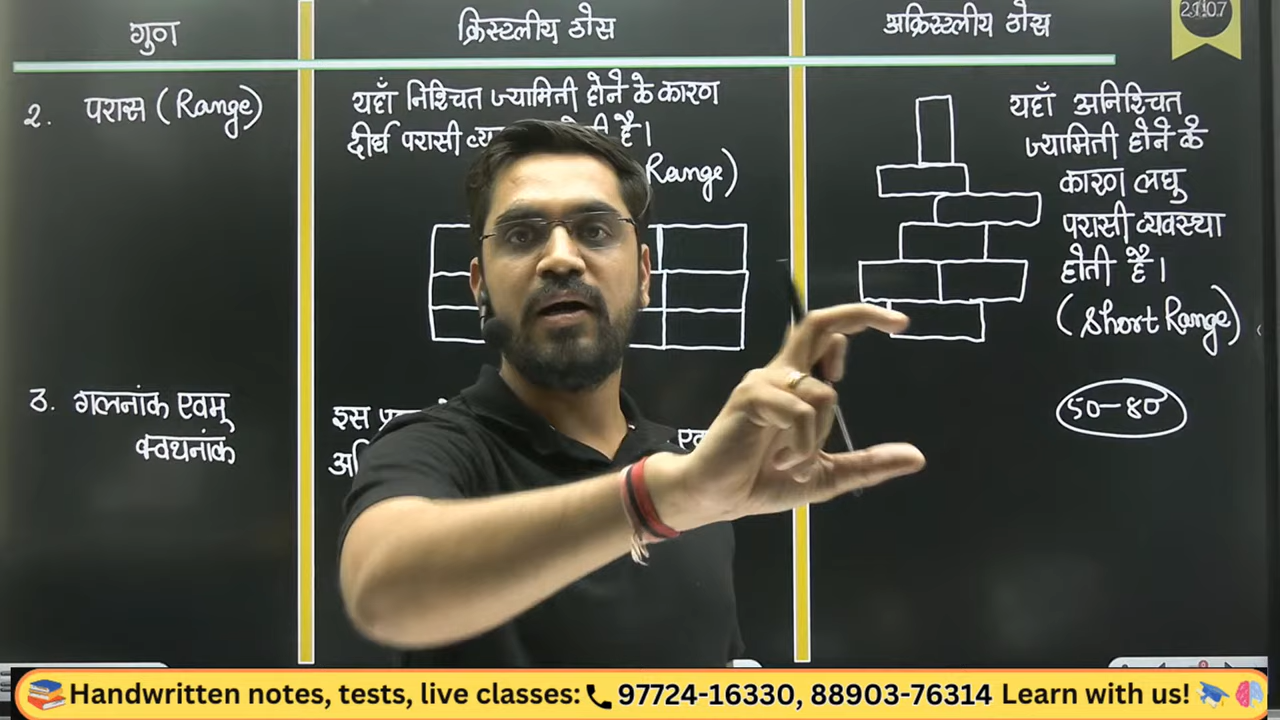 गुण
क्रिस्टलीय ठोस
अक्रिस्टलीय ठोस
21:07
2. परास (Range)
यहाँ निश्चित ज्यामिती होने के कारण
दीर्घ परासी है।
Range)
यहाँ अनिश्चित
ज्यामिती होने के
कारण लघु
परासी व्यवस्था
होती है।
(Short Range)
3. गलनांक एवम्
क्वथनांक
इस
50-80
📚Handwritten notes, tests, live classes:📞97724-16330, 88903-76314 Learn with us!